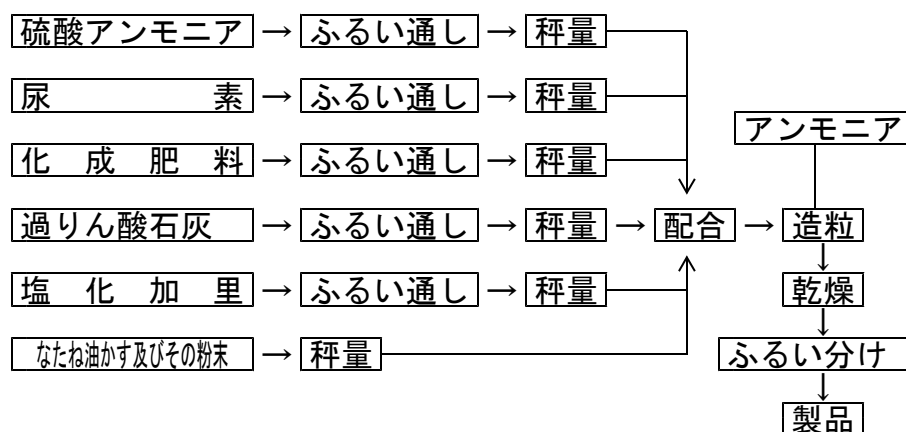 硫酸アンモニア → ふるい通し → 秤量
尿　　　素 → ふるい通し → 秤量
アンモニア
化　成　肥　料 → ふるい通し → 秤量
過りん酸石灰 → ふるい通し → 秤量 → 配合 → 造粒
塩　化　加　里 → ふるい通し → 秤量
乾燥
なたね油かす及びその粉末 → 秤量
ふるい分け
製品